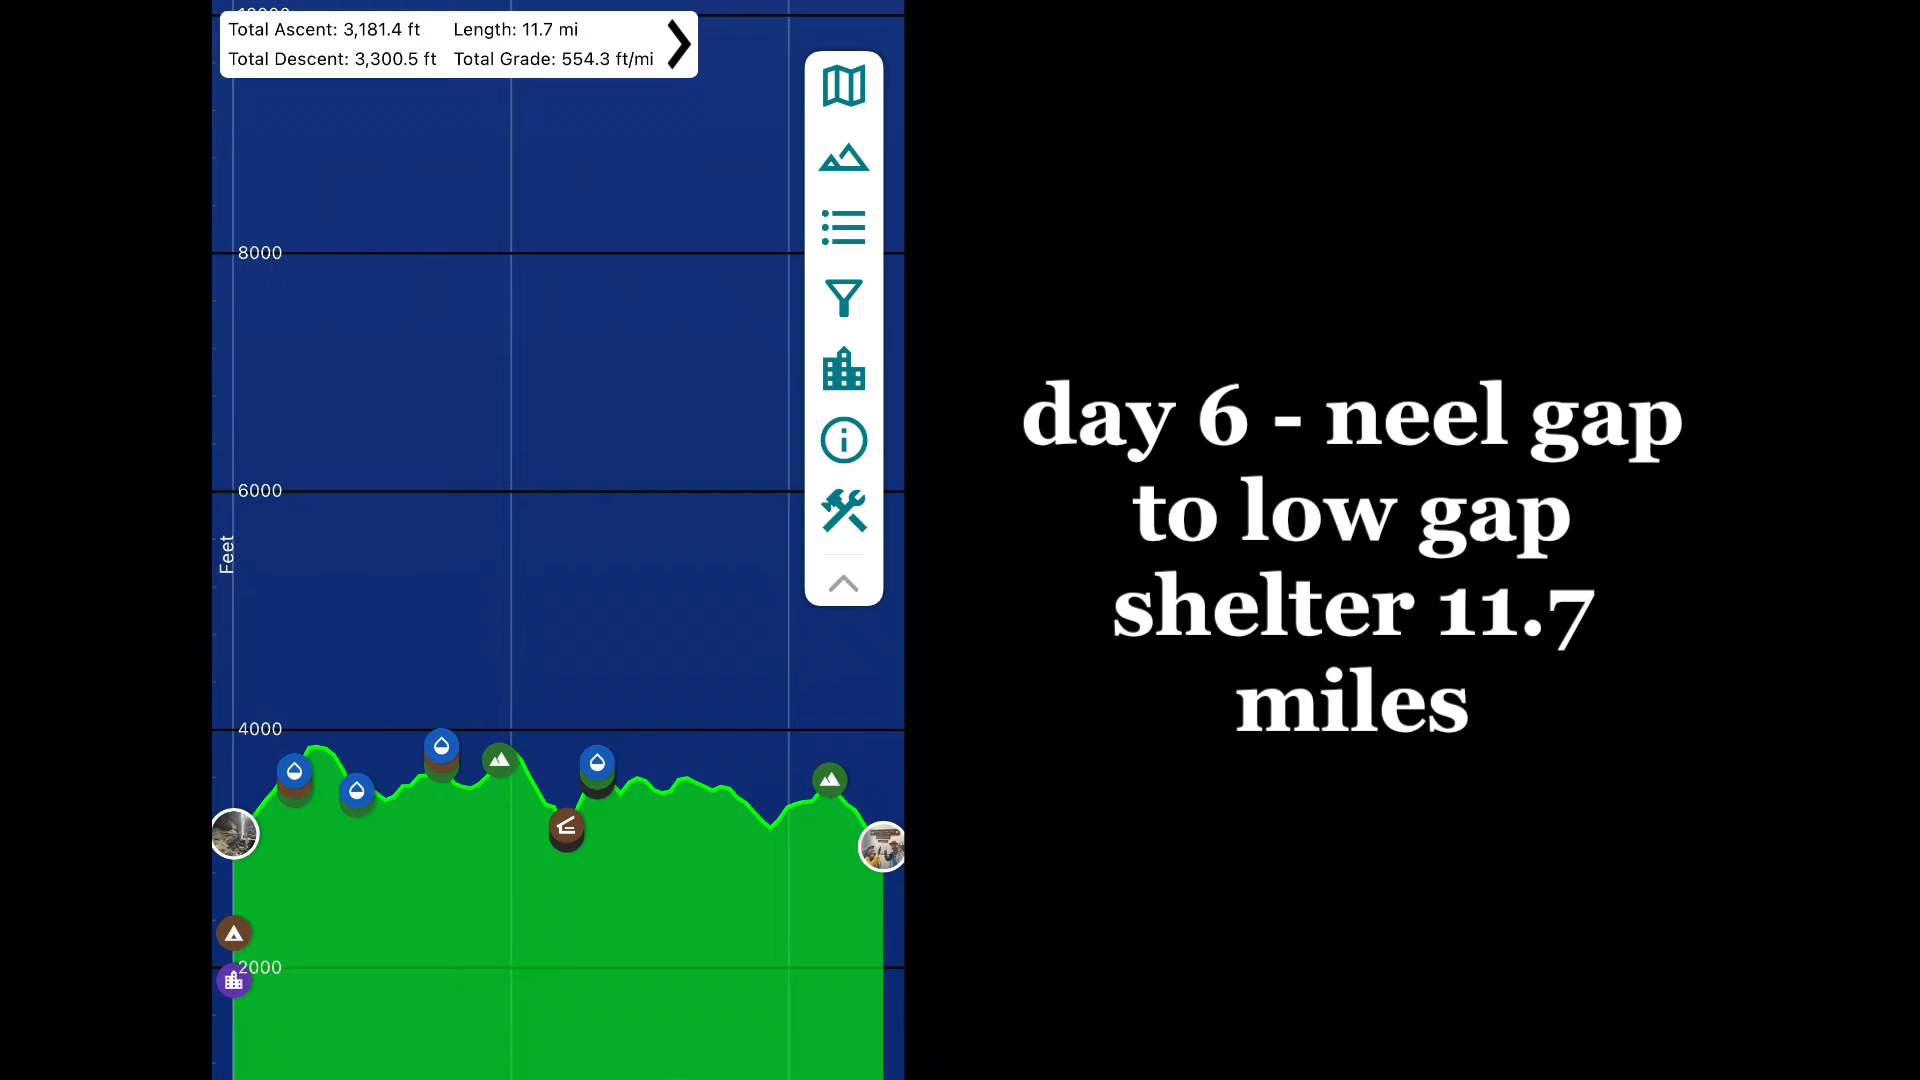 Total Ascent: 3,181.4 ft Length: 11.7 mi
Total Descent: 3,300.5 ft Total Grade: 554.3 ft/mi
8000
6000
Feet
4000
2000
day 6 - neel gap
to low gap
shelter 11.7
miles